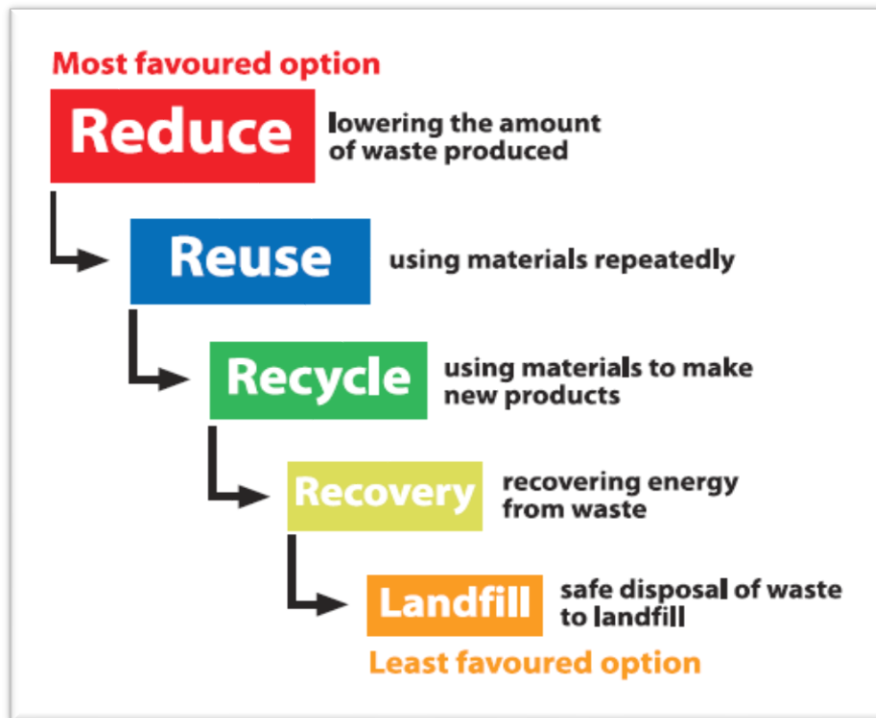 Most favoured option
Reduce
lowering the amount
of waste produced
Reuse
using materials repeatedly
Recycle
using materials to make
new products
Recovery
recovering energy
from waste
Landfill
safe disposal of waste
to landfill
Least favoured option